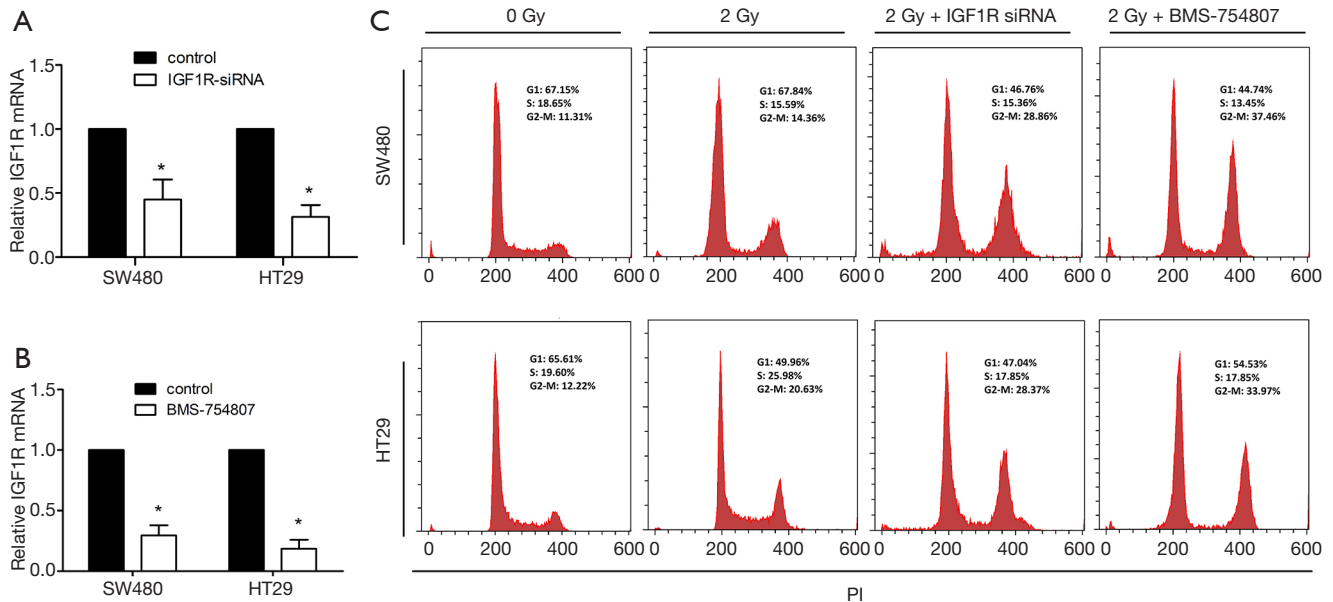 A
control
IGF1R-siRNA
Relative IGF1R mRNA
1.5
1.0
0.5
0.0
*
*
SW480 HT29
B
control
BMS-754807
Relative IGF1R mRNA
1.5
1.0
0.5
0.0
*
*
SW480 HT29
C
0 Gy 2 Gy 2 Gy + IGF1R siRNA 2 Gy + BMS-754807
SW480
G1: 67.15%
S: 18.65%
G2-M: 11.31%
0 200 400 600
G1: 67.84%
S: 15.59%
G2-M: 14.36%
0 200 400 600
G1: 46.76%
S: 15.36%
G2-M: 28.86%
0 200 400 600
G1: 44.74%
S: 13.45%
G2-M: 37.46%
0 200 400 600
HT29
G1: 65.61%
S: 19.60%
G2-M: 12.22%
0 200 400 600
G1: 49.96%
S: 25.98%
G2-M: 20.63%
0 200 400 600
G1: 47.04%
S: 17.85%
G2-M: 28.37%
0 200 400 600
G1: 54.53%
S: 17.85%
G2-M: 33.97%
0 200 400 600
PI